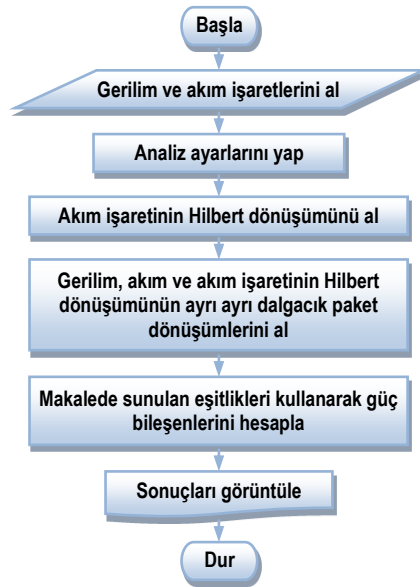 Başla
Gerilim ve akım işaretlerini al
Analiz ayarlarını yap
Akım işaretinin Hilbert dönüşümünü al
Gerilim, akım ve akım işaretinin Hilbert
dönüşümünün ayrı ayrı dalgacık paket
dönüşümlerini al
Makalede sunulan eşitlikleri kullanarak güç
bileşenlerini hesapla
Sonuçları görüntüle
Dur